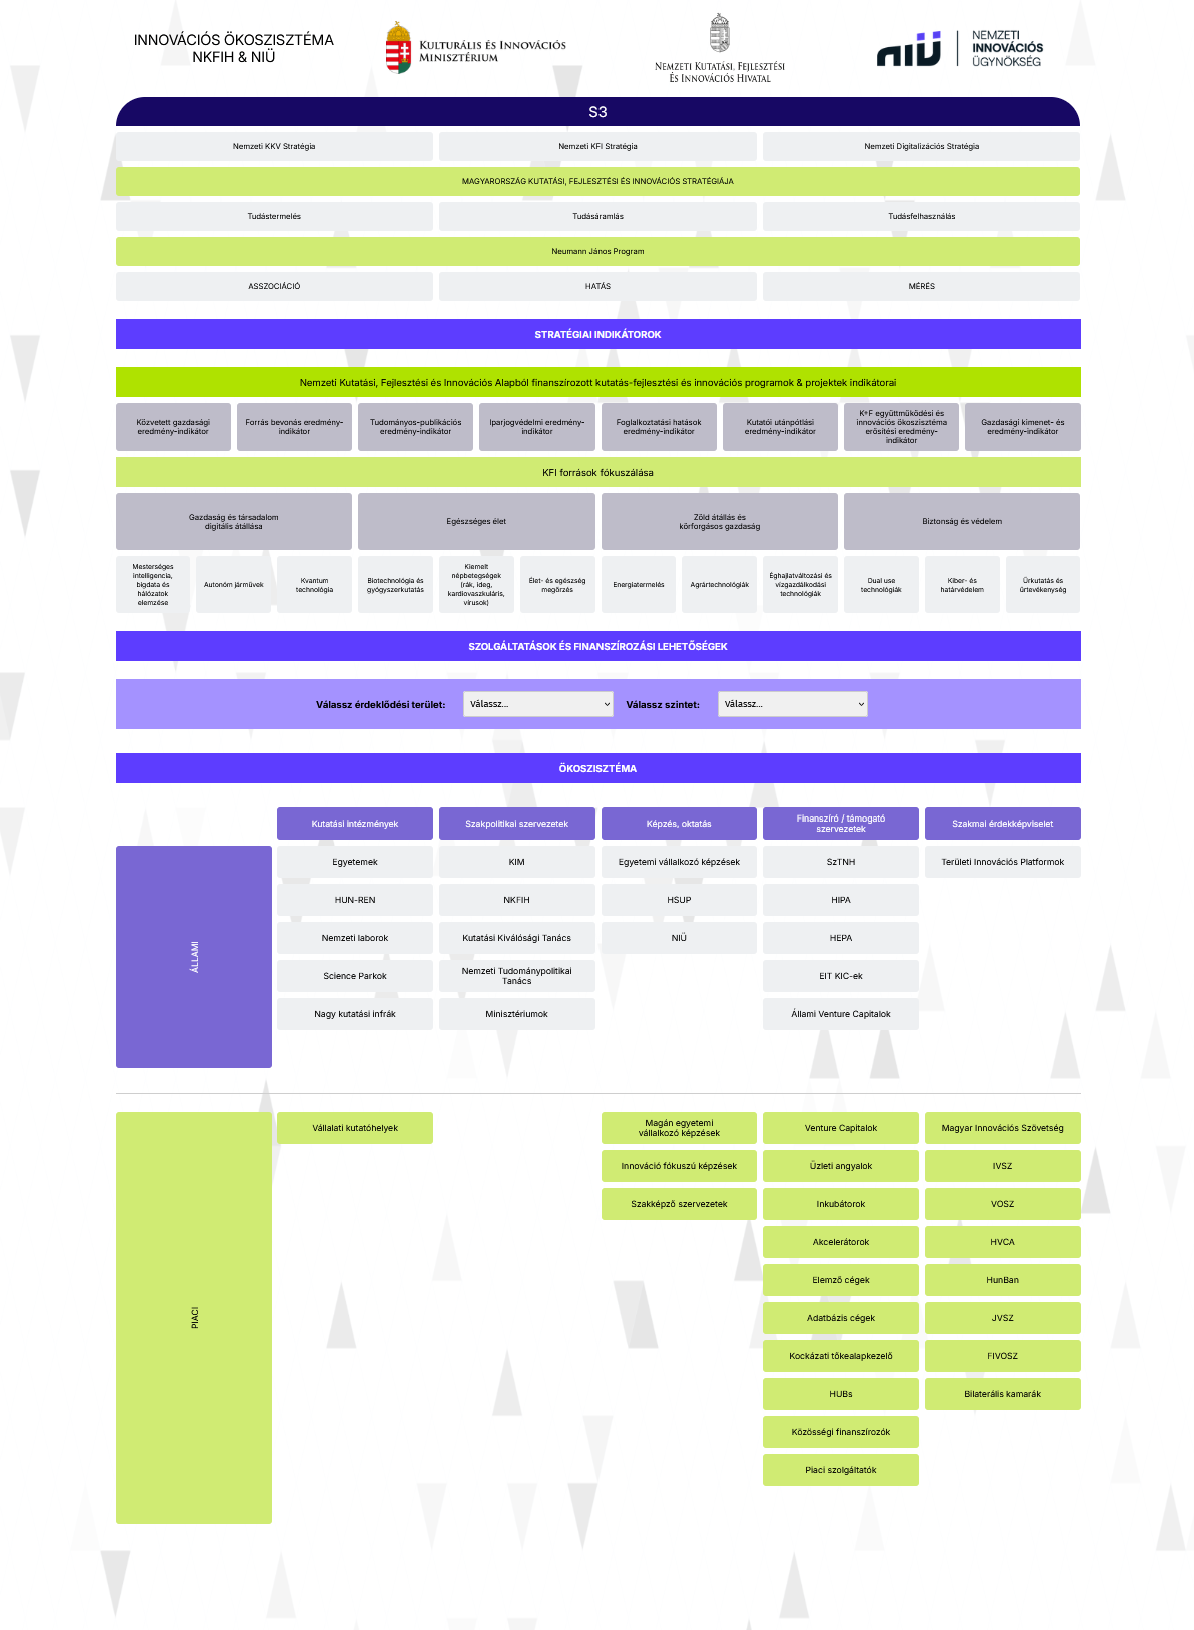 INNOVÁCIÓS ÖKOSZISZTÉMA
NKFIH & NIÜ
KULTURÁLIS ÉS INNOVÁCIÓS
MINISZTÉRIUM
NEMZETI KUTATÁSI, FEJLESZTÉSI
ÉS INNOVÁCIÓS HIVATAL
NIÜ
NEMZETI
INNOVÁCIÓS
ÜGYNÖKSÉG
S3
Nemzeti KKV Stratégia
Nemzeti KFI Stratégia
Nemzeti Digitalizációs Stratégia
MAGYARORSZÁG KUTATÁSI, FEJLESZTÉSI ÉS INNOVÁCIÓS STRATÉGIÁJA
Tudástermelés
Tudásáramlás
Tudásfelhasználás
Neumann János Program
ASSZOCIÁCIÓ
HATÁS
MÉRÉS
STRATÉGIAI INDIKÁTOROK
Nemzeti Kutatási, Fejlesztési és Innovációs Alapból finanszírozott kutatás-fejlesztési és innovációs programok & projektek indikátorai
Közvetett gazdasági
eredmény-indikátor
Forrás bevonás eredmény-
indikátor
Tudományos-publikációs
eredmény-indikátor
Iparjogvédelmi eredmény-
indikátor
Foglalkoztatási hatások
eredmény-indikátor
Kutatói utánpótlási
eredmény-indikátor
K+F együttműködési és
innovációs ökoszisztéma
erősítési eredmény-
indikátor
Gazdasági kimenet- és
eredmény-indikátor
KFI források fókuszálása
Gazdaság és társadalom
digitális átállása
Egészséges élet
Zöld átállás és
körforgásos gazdaság
Biztonság és védelem
Mesterséges
intelligencia,
bigdata és
hálózatok
elemzése
Autonóm járművek
Kvantum
technológia
Biotechnológia és
gyógyszerkutatás
Kiemelt
népbetegségek
(rák, ideg,
kardiovaszkuláris,
vírusok)
Élet- és egészség
megőrzés
Energiatermelés
Agrártechnológiák
Éghajlatváltozási és
vízgazdálkodási
technológiák
Dual use
technológiák
Kiber- és
határvédelem
Űrkutatás és
űrtevékenység
SZOLGÁLTATÁSOK ÉS FINANSZÍROZÁSI LEHETŐSÉGEK
Válassz érdeklődési terület:
Válassz...
Válassz szintet:
Válassz...
ÖKOSZISZTÉMA
Kutatási intézmények
Szakpolitikai szervezetek
Képzés, oktatás
Finanszíró / támogató
szervezetek
Szakmai érdekképviselet
ÁLLAMI
Egyetemek
KIM
Egyetemi vállalkozó képzések
SzTNH
Területi Innovációs Platformok
HUN-REN
NKFIH
HSUP
HIPA
Nemzeti laborok
Kutatási Kiválósági Tanács
NIÜ
HEPA
Science Parkok
Nemzeti Tudománypolitikai
Tanács
EIT KIC-ek
Nagy kutatási infrák
Minisztériumok
Állami Venture Capitalok
PIACI
Vállalati kutatóhelyek
Magán egyetemi
vállalkozó képzések
Venture Capitalok
Magyar Innovációs Szövetség
Innováció fókuszú képzések
Üzleti angyalok
IVSZ
Szakképző szervezetek
Inkubátorok
VOSZ
Akcelerátorok
HVCA
Elemző cégek
HunBan
Adatbázis cégek
JVSZ
Kockázati tőkealapkezelő
FIVOSZ
HUBs
Bilaterális kamarák
Közösségi finanszírozók
Piaci szolgáltatók